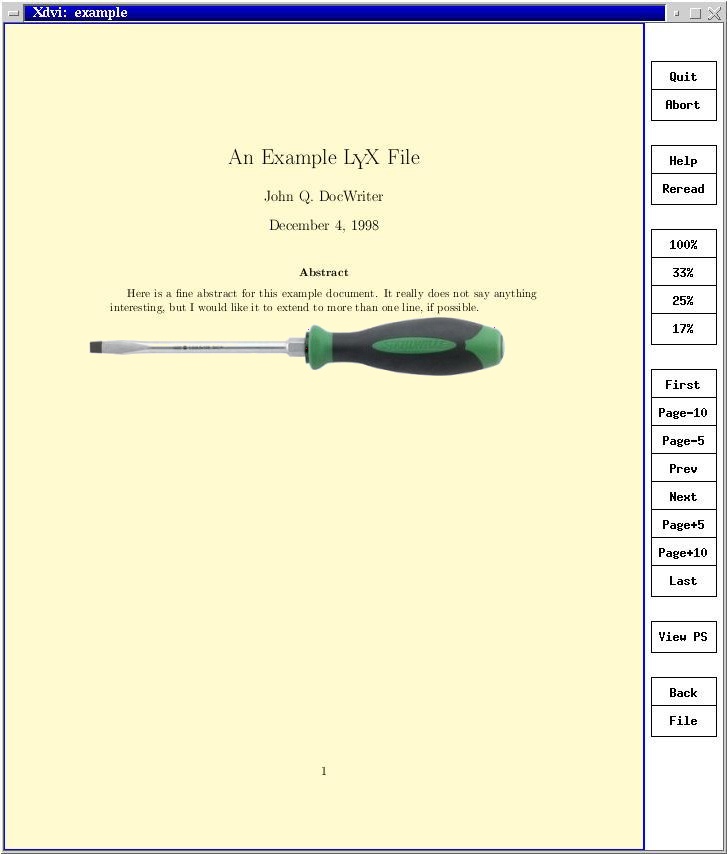 Xdvi: example
An Example LYX File
John Q. DocWriter
December 4, 1998
Abstract
Here is a fine abstract for this example document. It really does not say anything
interesting, but I would like it to extend to more than one line, if possible.
1
Quit
Abort
Help
Reread
100%
33%
25%
17%
First
Page-10
Page-5
Prev
Next
Page+5
Page+10
Last
View PS
Back
File